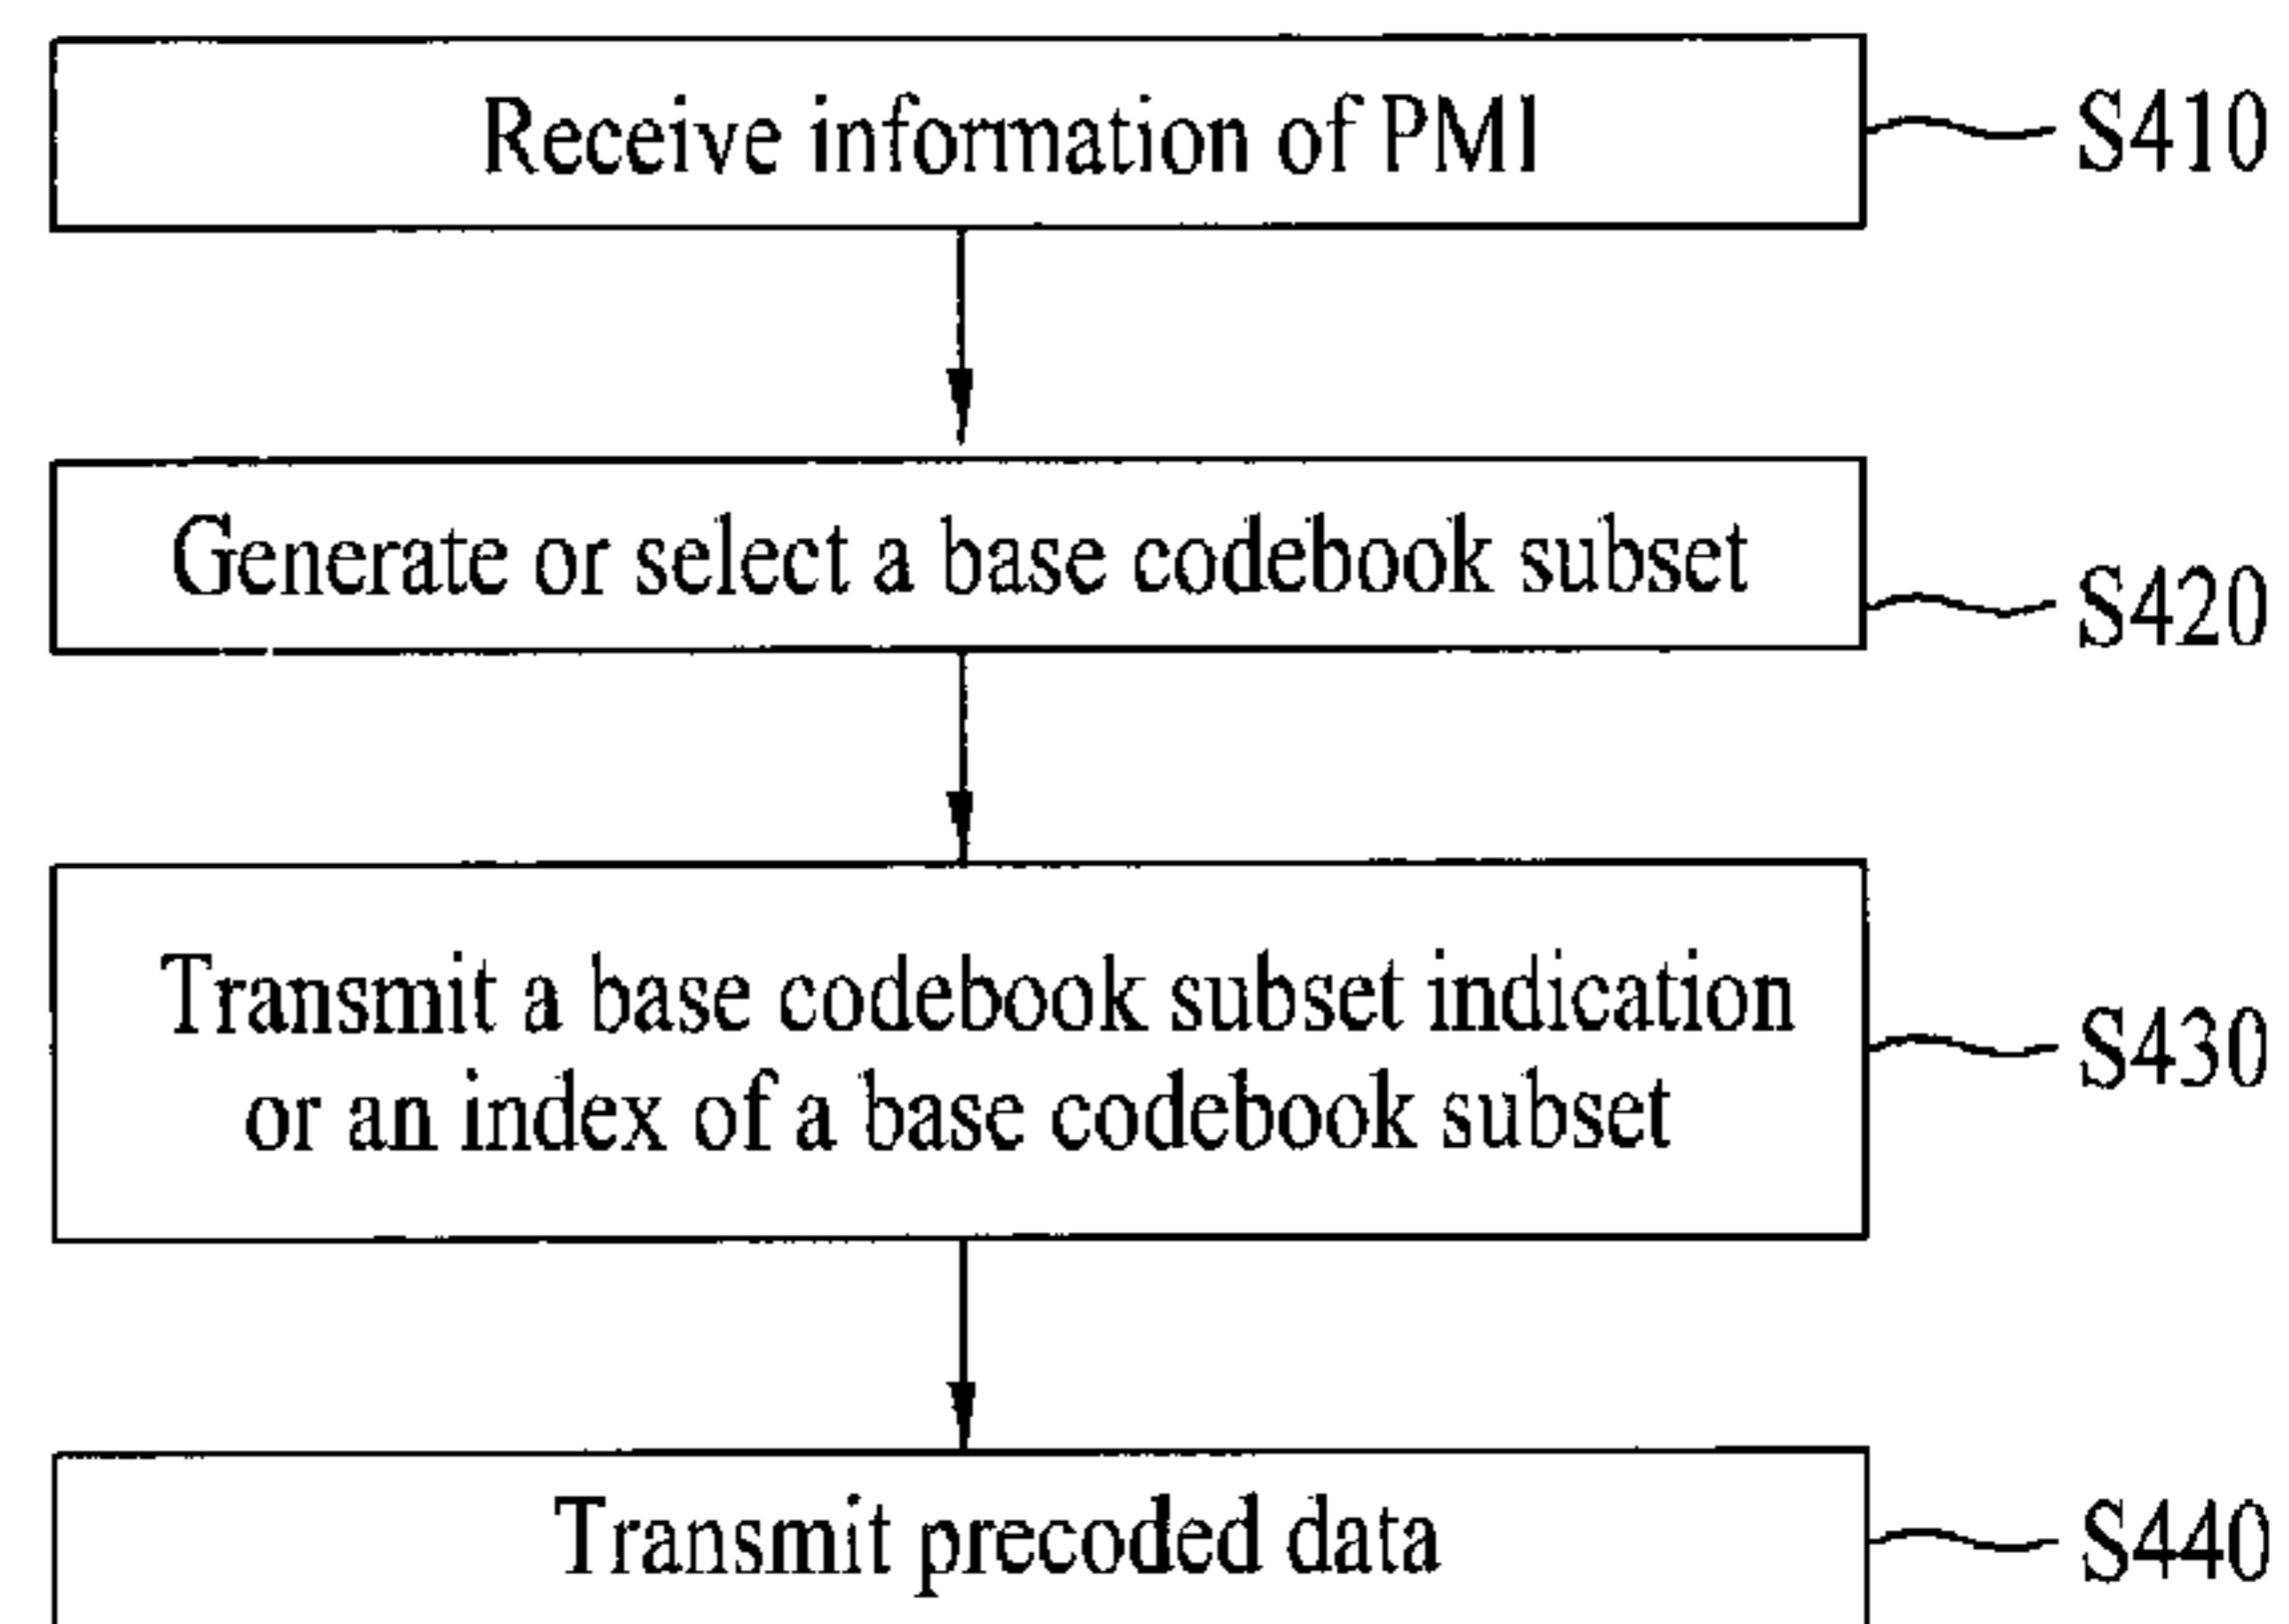 Receive information of PMI
S410
Generate or select a base codebook subset
S420
Transmit a base codebook subset indication
or an index of a base codebook subset
S430
Transmit precoded data
S440